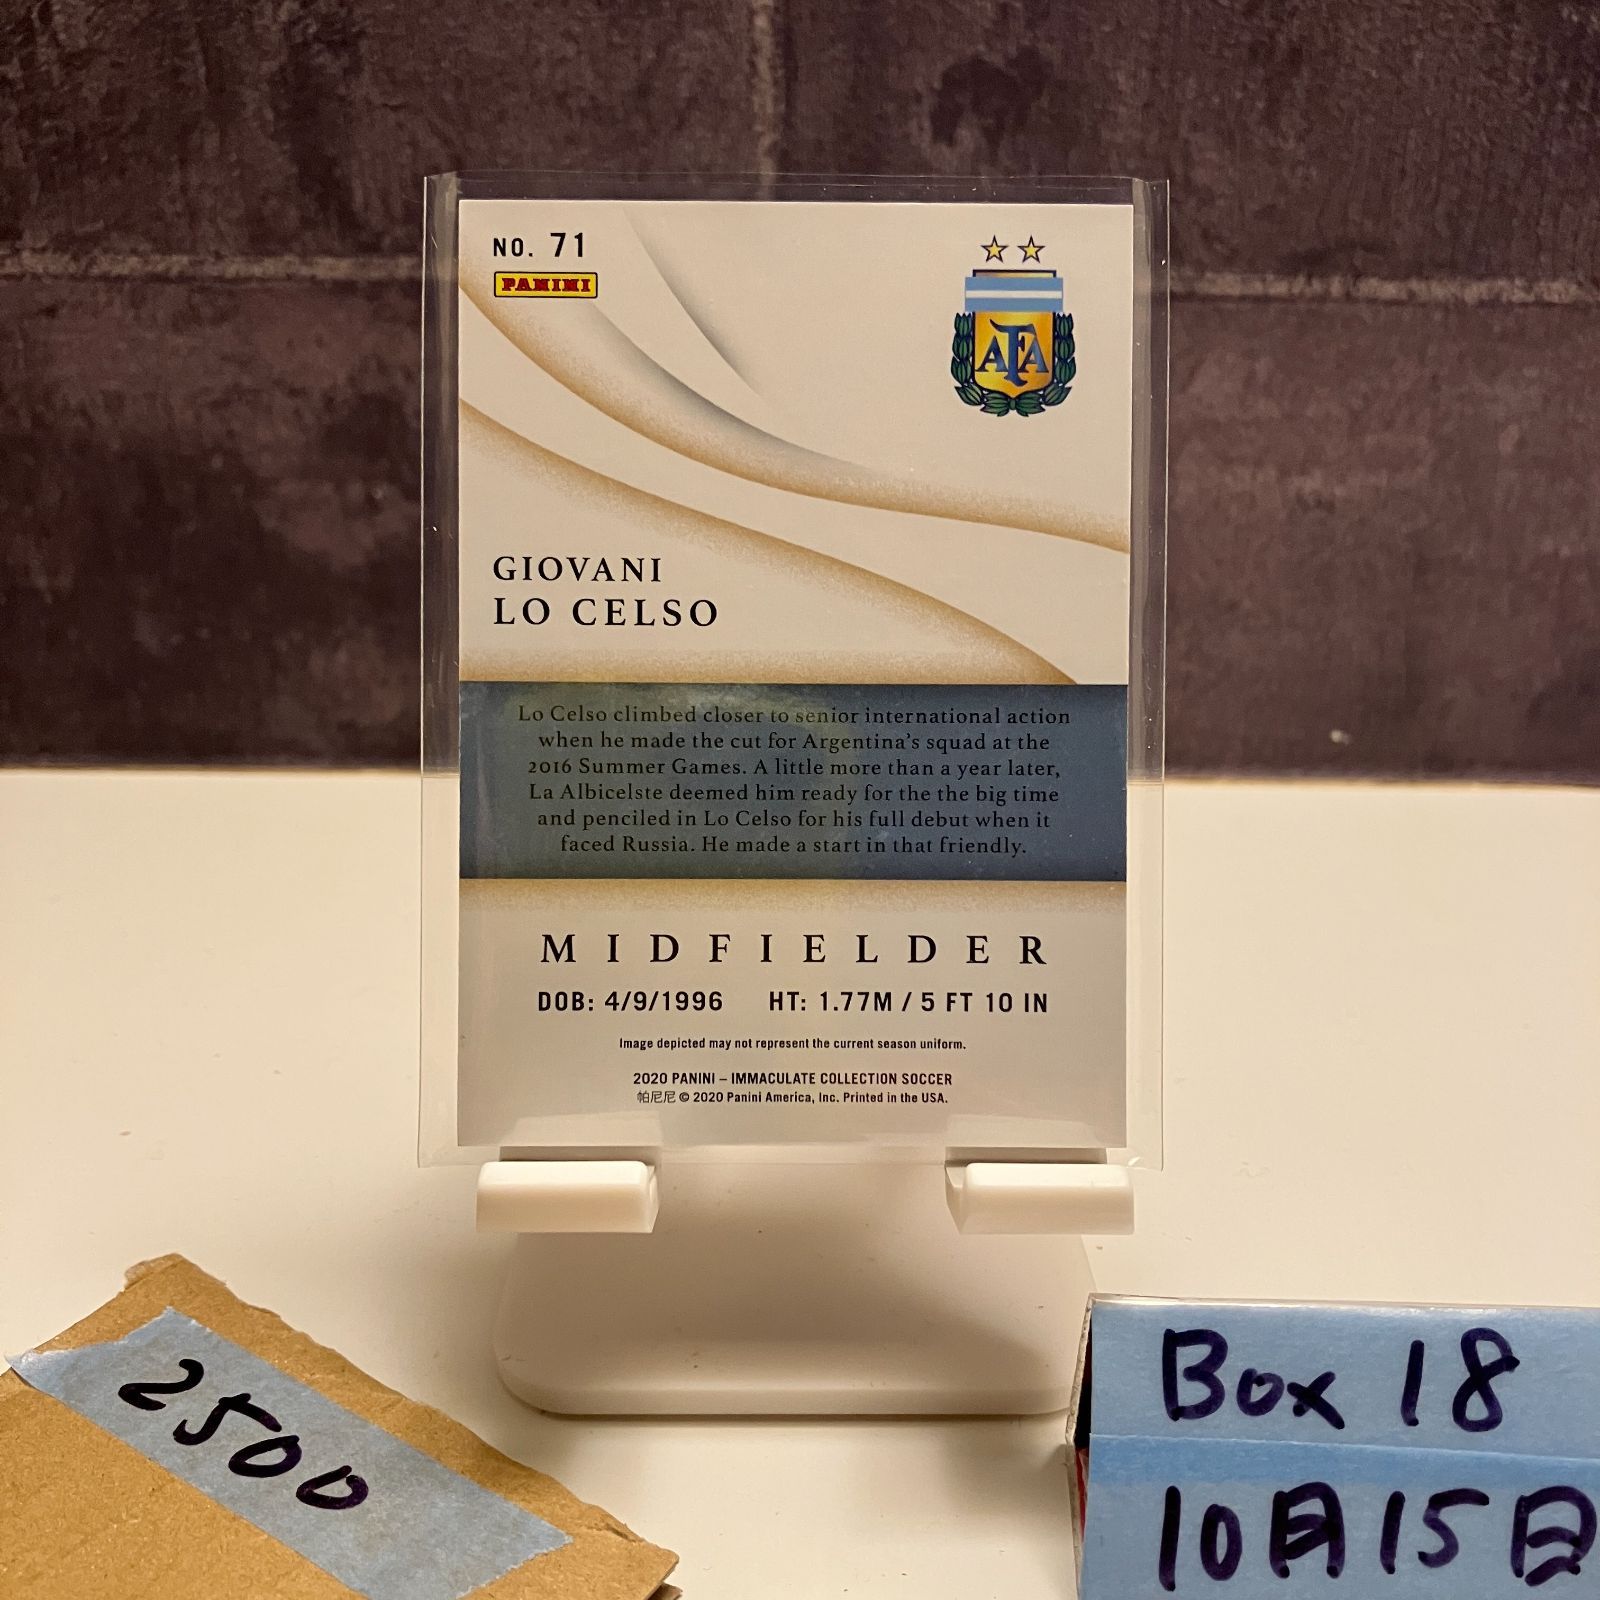 NO. 71
PANINI
AFA
GIOVANI
LO CELSO
Lo Celso climbed closer to senior international action
when he made the cut for Argentina's squad at the
2016 Summer Games. A little more than a year later,
La Albicelste deemed him ready for the the big time
and penciled in Lo Celso for his full debut when it
faced Russia. He made a start in that friendly.
MIDFIELDER
DOB: 4/9/1996 HT: 1.77M / 5 FT 10 IN
Image depicted may not represent the current season uniform.
2020 PANINI – IMMACULATE COLLECTION SOCCER
帕尼尼 © 2020 Panini America, Inc. Printed in the USA.
2500
Box 18
10月15日